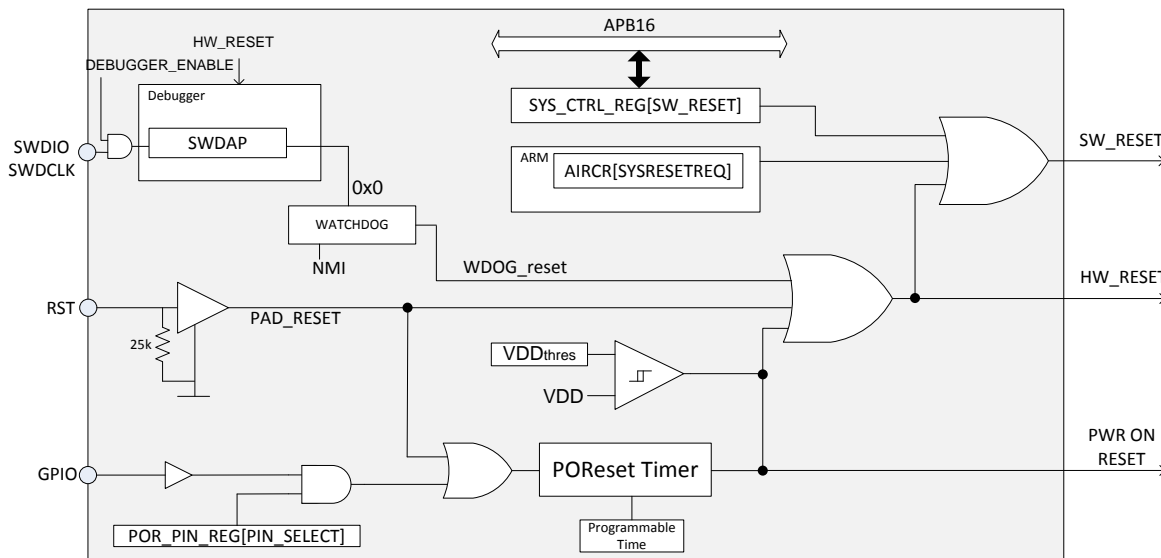 APB16
HW_RESET
DEBUGGER_ENABLE
Debugger
SYS_CTRL_REG[SW_RESET]
SWDIO
SWDCLK
SWDAP
SW_RESET
ARM
AIRCR[SYSRESETREQ]
0x0
WATCHDOG
NMI
WDOG_reset
HW_RESET
RST
PAD_RESET
25k
VDDthres
VDD
PWR ON
RESET
GPIO
POReset Timer
POR_PIN_REG[PIN_SELECT]
Programmable
Time